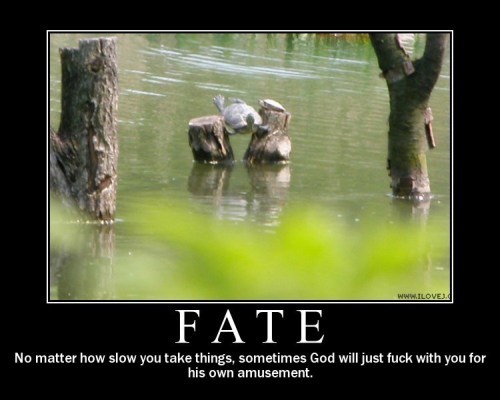 WWW.ILOVEJ.C
FATE
No matter how slow you take things, sometimes God will just fuck with you for
his own amusement.